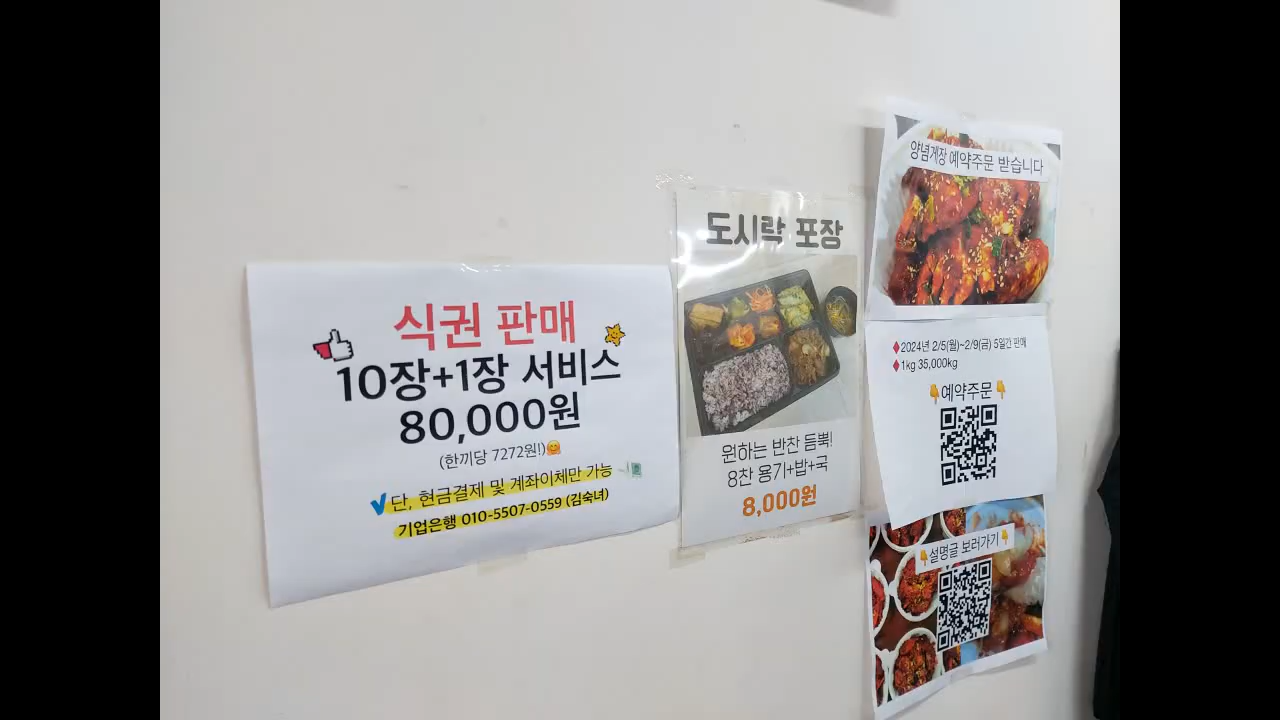 식권 판매
10장+1장 서비스
80,000원
(한끼당 7272원!)🤗
단, 현금결제 및 계좌이체만 가능
기업은행 010-5507-0559 (김숙녀)
도시락 포장
원하는 반찬 듬뿍!
8찬 용기+밥+국
8,000원
양념게장 예약주문 받습니다
♦2024년 2/5(월)~2/9(금) 5일간 판매
♦1kg 35,000kg
👇예약주문👇
👇설명글 보러가기👇